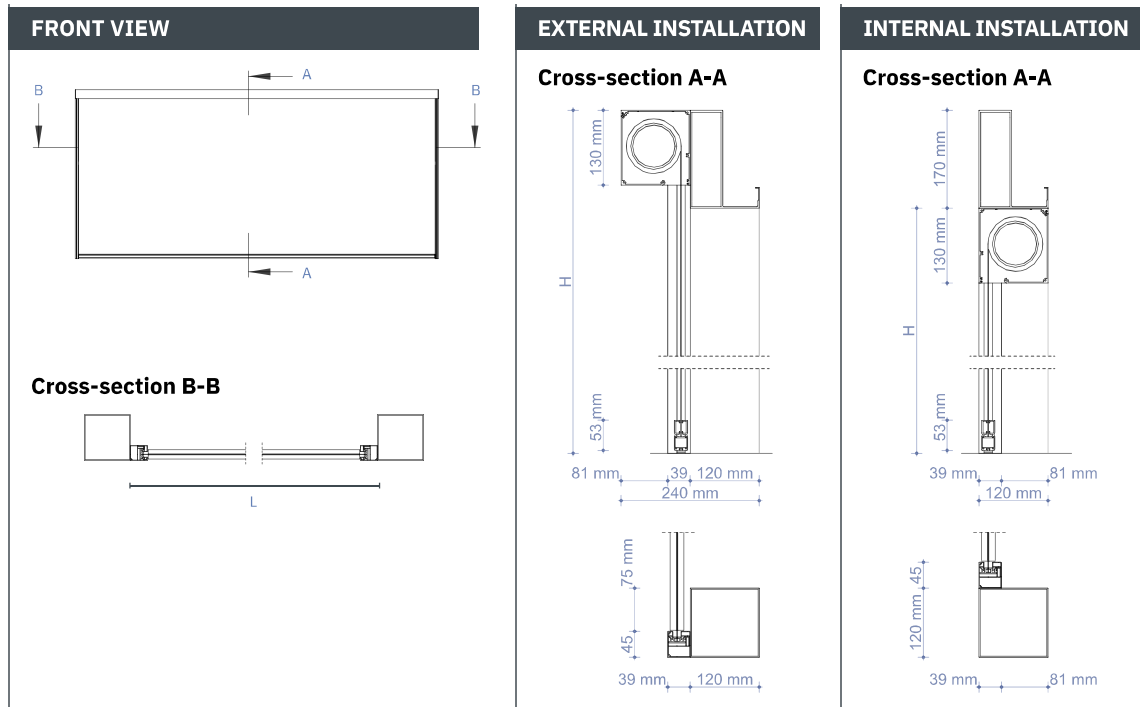 FRONT VIEW
A
B
B
A
Cross-section B-B
L
EXTERNAL INSTALLATION
Cross-section A-A
130 mm
H
53 mm
81 mm 39 120 mm
240 mm
75 mm
45
39 mm 120 mm
INTERNAL INSTALLATION
Cross-section A-A
170 mm
130 mm
H
53 mm
39 mm 81 mm
120 mm
45
120 mm
39 mm 81 mm